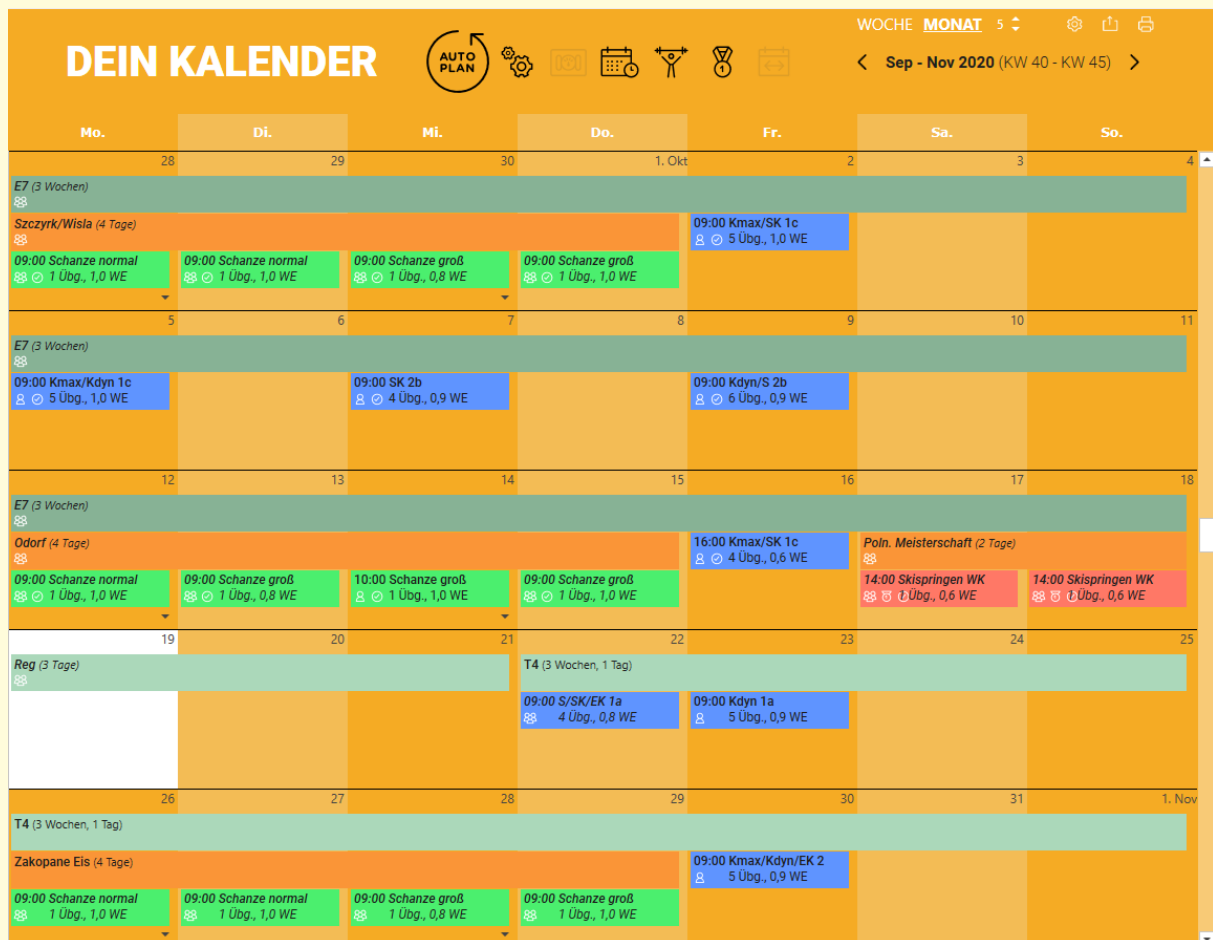 WOCHE MONAT 5
DEIN KALENDER
AUTO
PLAN
1
Sep - Nov 2020 (KW 40 - KW 45)
Mo. Di. Mi. Do. Fr. Sa. So.
28 29 30 1. Okt 2 3 4
E7 (3 Wochen)
Szczyrk/Wisla (4 Tage) 09:00 Kmax/SK 1c
5 Übg., 1,0 WE
09:00 Schanze normal 09:00 Schanze normal 09:00 Schanze groß 09:00 Schanze groß
1 Übg., 1,0 WE 1 Übg., 1,0 WE 1 Übg., 0,8 WE 1 Übg., 1,0 WE
5 6 7 8 9 10 11
E7 (3 Wochen)
09:00 Kmax/Kdyn 1c 09:00 SK 2b 09:00 Kdyn/S 2b
5 Übg., 1,0 WE 4 Übg., 0,9 WE 6 Übg., 0,9 WE
12 13 14 15 16 17 18
E7 (3 Wochen)
Odorf (4 Tage) 16:00 Kmax/SK 1c Poln. Meisterschaft (2 Tage)
4 Übg., 0,6 WE
09:00 Schanze normal 09:00 Schanze groß 10:00 Schanze groß 09:00 Schanze groß 14:00 Skispringen WK 14:00 Skispringen WK
1 Übg., 1,0 WE 1 Übg., 0,8 WE 1 Übg., 1,0 WE 1 Übg., 1,0 WE 1 Übg., 0,6 WE 1 Übg., 0,6 WE
19 20 21 22 23 24 25
Reg (3 Tage) T4 (3 Wochen, 1 Tag)
09:00 S/SK/EK 1a 09:00 Kdyn 1a
4 Übg., 0,8 WE 5 Übg., 0,9 WE
26 27 28 29 30 31 1. Nov
T4 (3 Wochen, 1 Tag)
Zakopane Eis (4 Tage) 09:00 Kmax/Kdyn/EK 2
5 Übg., 0,9 WE
09:00 Schanze normal 09:00 Schanze normal 09:00 Schanze groß 09:00 Schanze groß
1 Übg., 1,0 WE 1 Übg., 1,0 WE 1 Übg., 0,8 WE 1 Übg., 1,0 WE